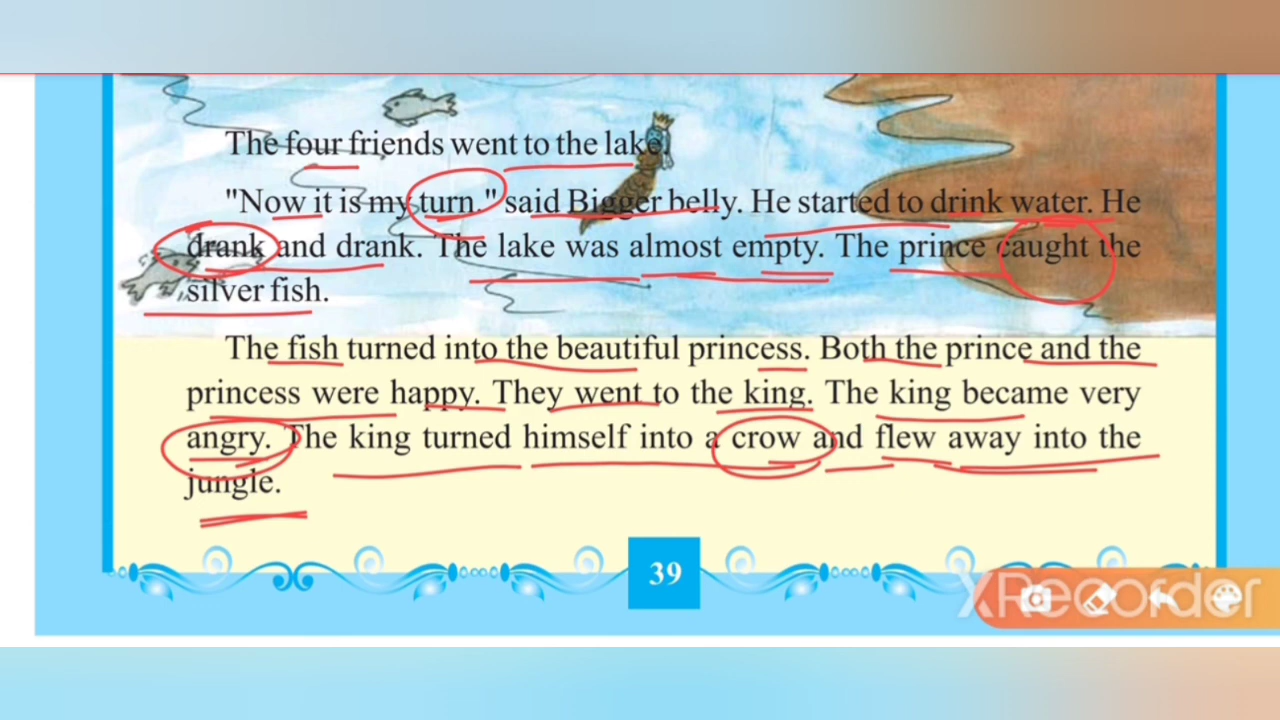 The four friends went to the lake.
"Now it is my turn." said Bigger belly. He started to drink water. He
drank and drank. The lake was almost empty. The prince caught the
silver fish.
The fish turned into the beautiful princess. Both the prince and the
princess were happy. They went to the king. The king became very
angry. The king turned himself into a crow and flew away into the
jungle.
39
XRecorder